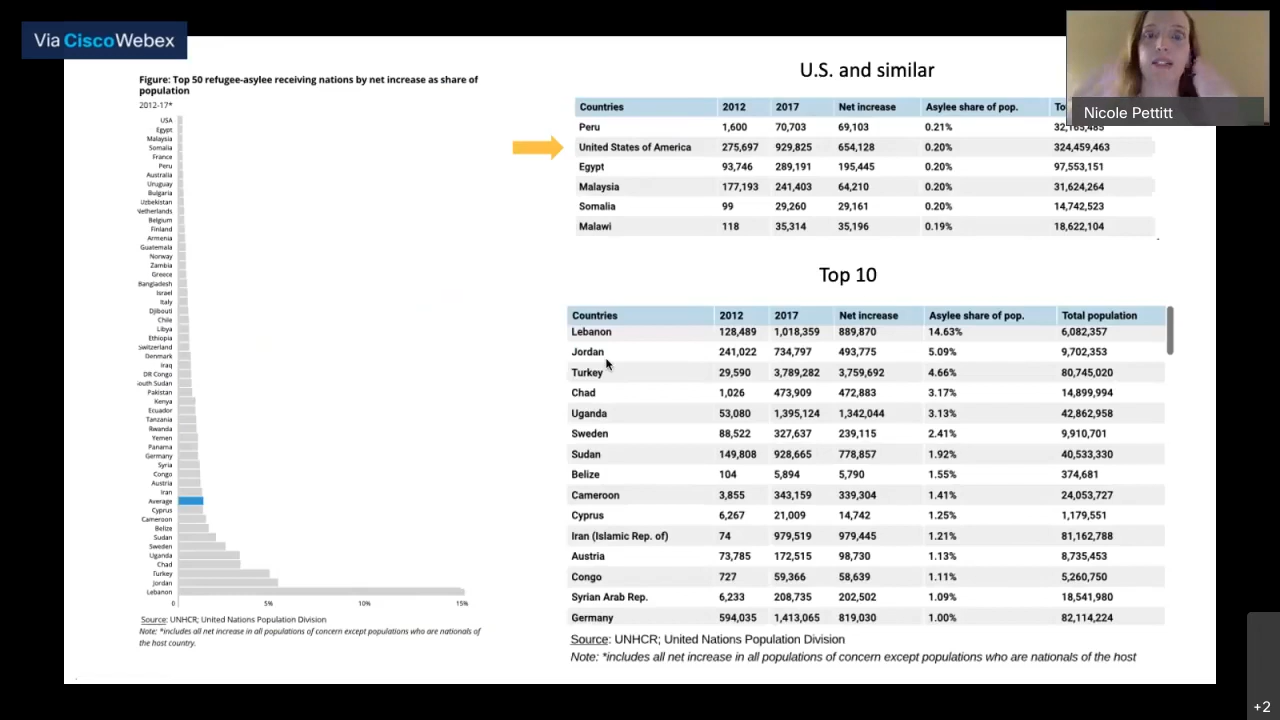 Via Cisco Webex
Nicole Pettitt
Figure: Top 50 refugee-asylee receiving nations by net increase as share of
population
2012-17*
USA
Egypt
Malaysia
Somalia
France
Peru
Australia
Uruguay
Bulgaria
Uzbekistan
Netherlands
Belgium
Finland
Armenia
Guatemala
Norway
Zambia
Greece
Bangladesh
Israel
Italy
Djibouti
Chile
Libya
Ethiopia
Switzerland
Denmark
Iraq
DR Congo
South Sudan
Pakistan
Kenya
Ecuador
Tanzania
Rwanda
Yemen
Panama
Germany
Syria
Congo
Austria
Iran
Average
Cyprus
Cameroon
Belize
Sudan
Sweden
Uganda
Chad
Turkey
Jordan
Lebanon
0 5% 10% 15%
Source: UNHCR; United Nations Population Division
Note: *includes all net increase in all populations of concern except populations who are nationals of
the host country.
U.S. and similar
Countries 2012 2017 Net increase Asylee share of pop. To
Peru 1,600 70,703 69,103 0.21% 32,165,485
United States of America 275,697 929,825 654,128 0.20% 324,459,463
Egypt 93,746 289,191 195,445 0.20% 97,553,151
Malaysia 177,193 241,403 64,210 0.20% 31,624,264
Somalia 99 29,260 29,161 0.20% 14,742,523
Malawi 118 35,314 35,196 0.19% 18,622,104
Top 10
Countries 2012 2017 Net increase Asylee share of pop. Total population
Lebanon 128,489 1,018,359 889,870 14.63% 6,082,357
Jordan 241,022 734,797 493,775 5.09% 9,702,353
Turkey 29,590 3,789,282 3,759,692 4.66% 80,745,020
Chad 1,026 473,909 472,883 3.17% 14,899,994
Uganda 53,080 1,395,124 1,342,044 3.13% 42,862,958
Sweden 88,522 327,637 239,115 2.41% 9,910,701
Sudan 149,808 928,665 778,857 1.92% 40,533,330
Belize 104 5,894 5,790 1.55% 374,681
Cameroon 3,855 343,159 339,304 1.41% 24,053,727
Cyprus 6,267 21,009 14,742 1.25% 1,179,551
Iran (Islamic Rep. of) 74 979,519 979,445 1.21% 81,162,788
Austria 73,785 172,515 98,730 1.13% 8,735,453
Congo 727 59,366 58,639 1.11% 5,260,750
Syrian Arab Rep. 6,233 208,735 202,502 1.09% 18,541,980
Germany 594,035 1,413,065 819,030 1.00% 82,114,224
Source: UNHCR; United Nations Population Division
Note: *includes all net increase in all populations of concern except populations who are nationals of the host
+2